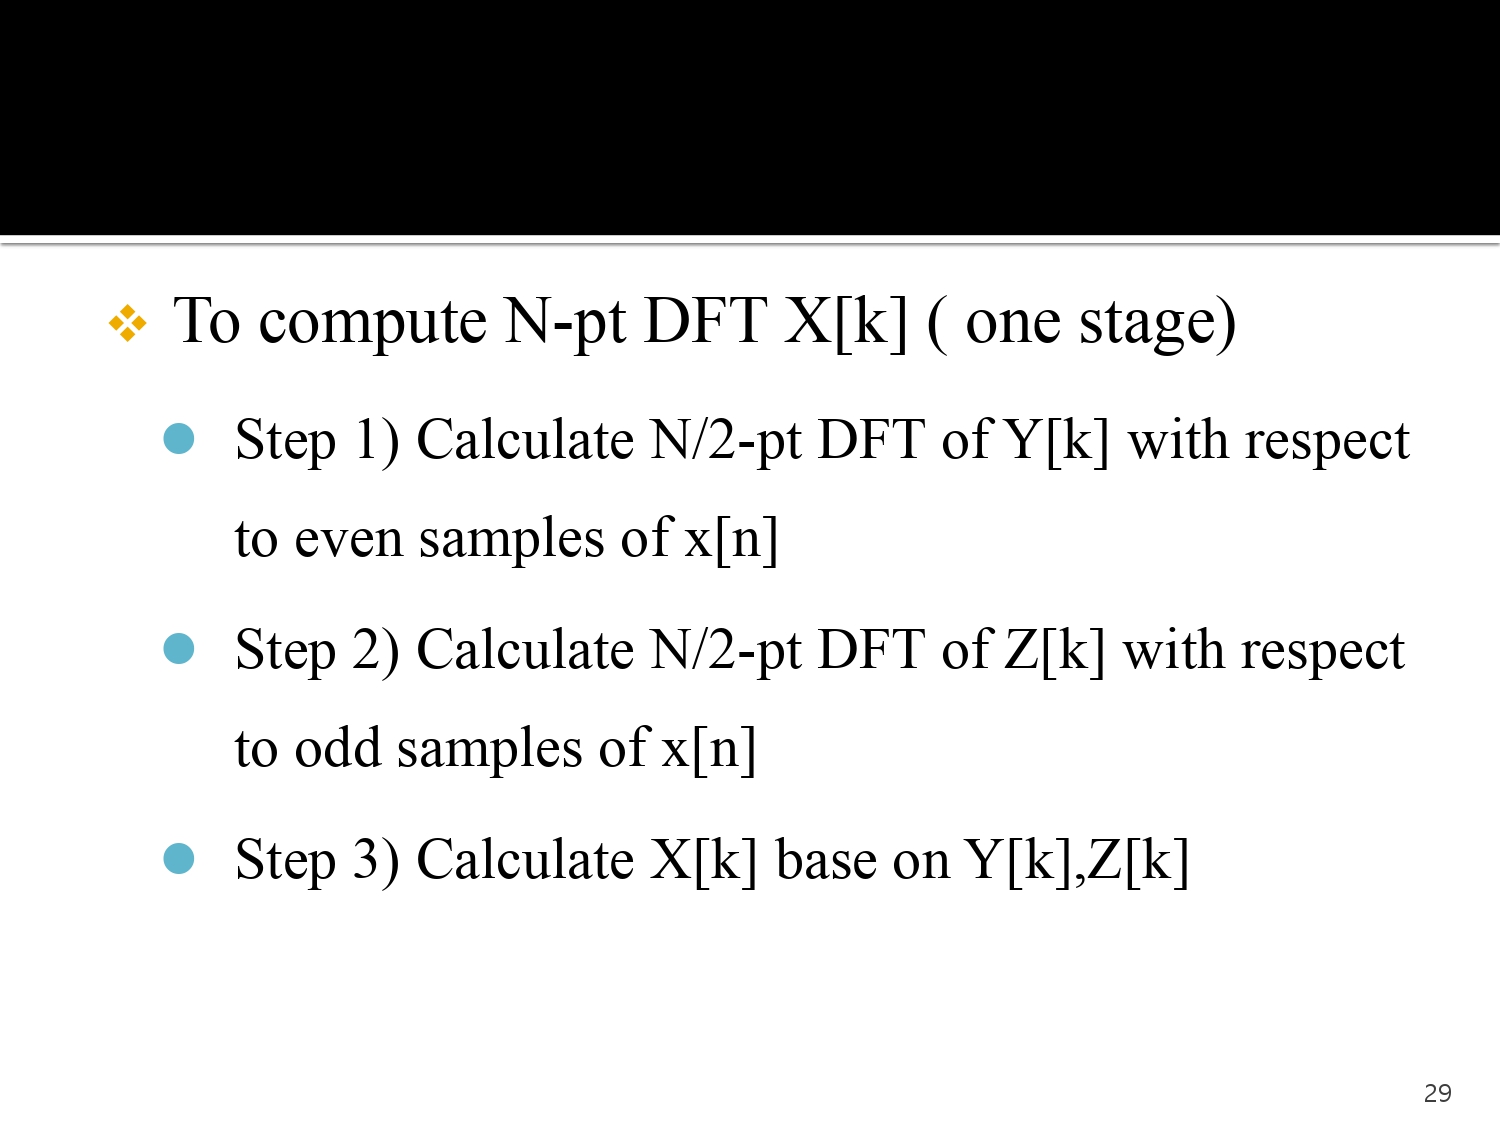 To compute N-pt DFT X[k] ( one stage)
Step 1) Calculate N/2-pt DFT of Y[k] with respect
to even samples of x[n]
Step 2) Calculate N/2-pt DFT of Z[k] with respect
to odd samples of x[n]
Step 3) Calculate X[k] base on Y[k],Z[k]
29